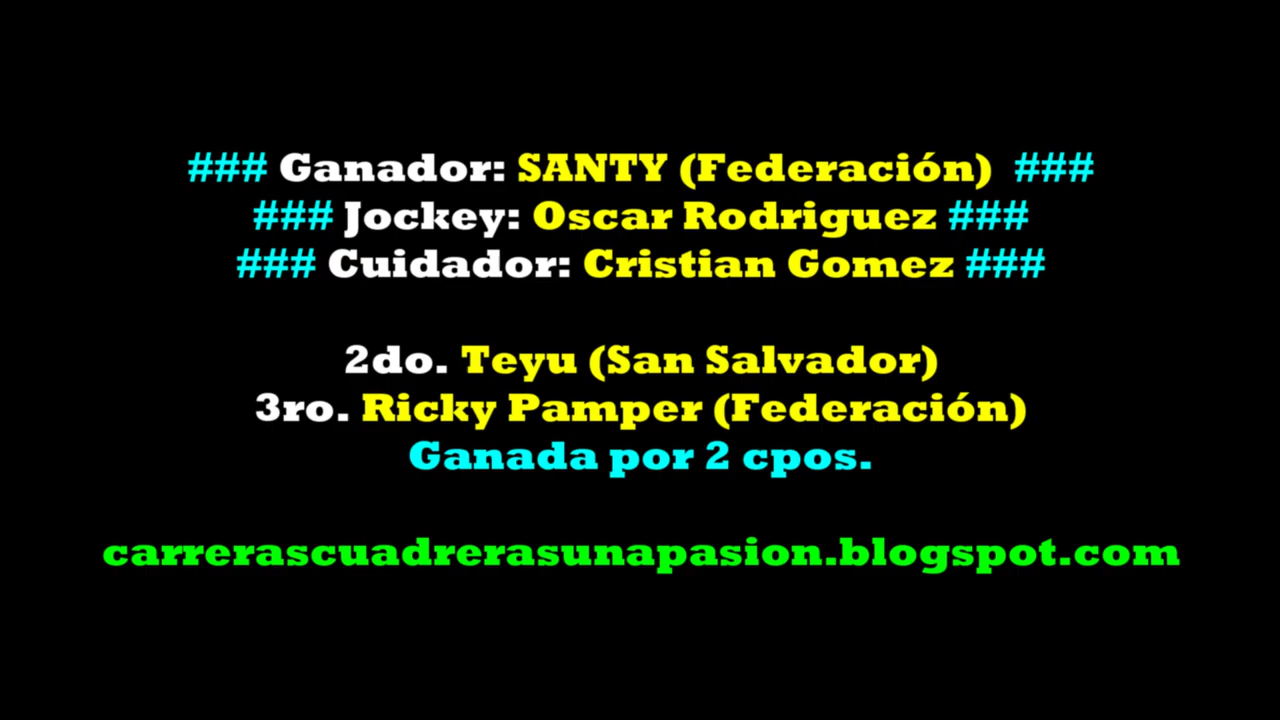 ### Ganador: SANTY (Federación) ###
### Jockey: Oscar Rodriguez ###
### Cuidador: Cristian Gomez ###
2do. Teyu (San Salvador)
3ro. Ricky Pamper (Federación)
Ganada por 2 cpos.
carrerascuadrerasunapasion.blogspot.com